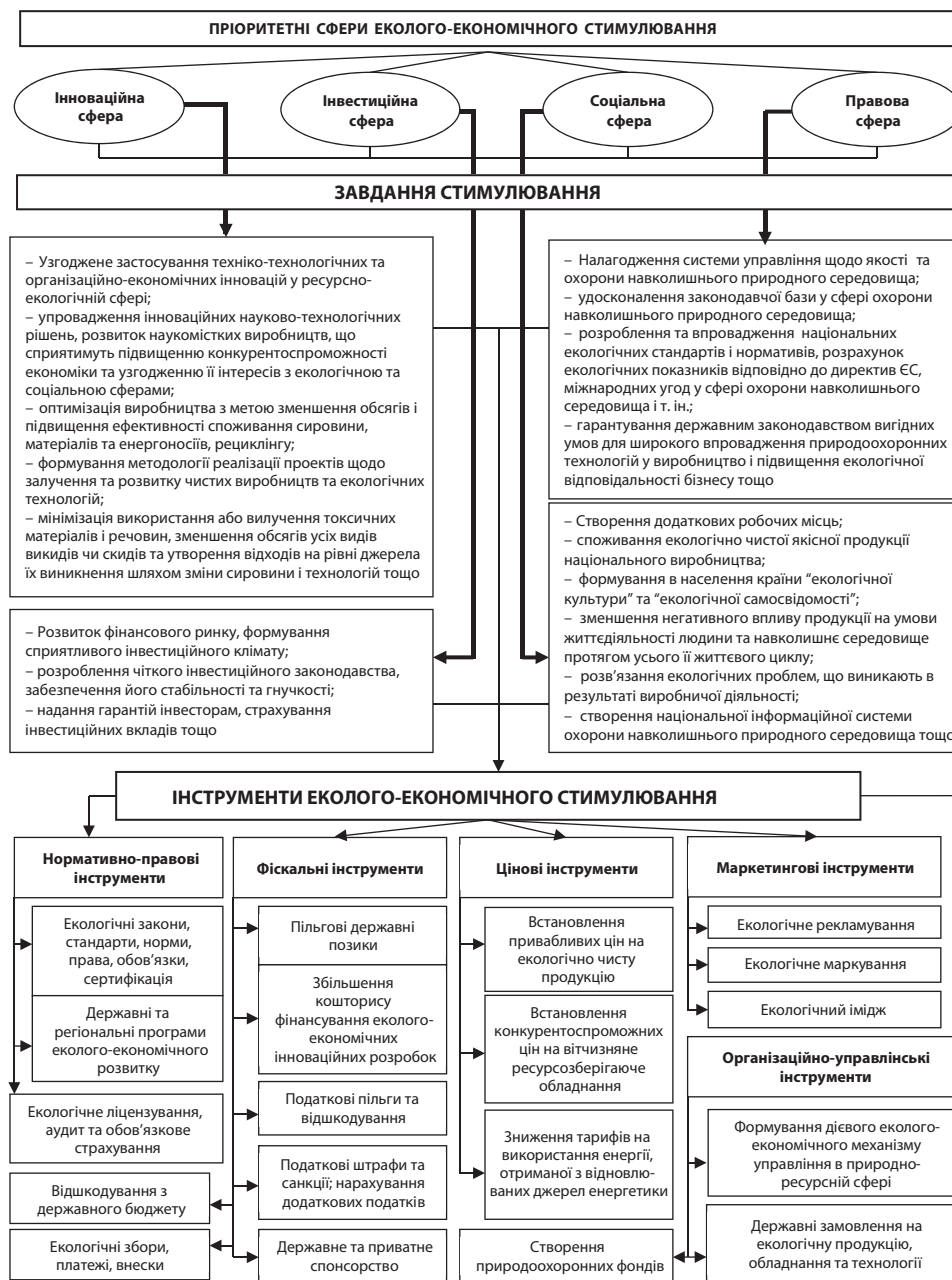 ПРІОРИТЕТНІ СФЕРИ ЕКОЛОГО-ЕКОНОМІЧНОГО СТИМУЛЮВАННЯ
Інноваційна
сфера
Інвестиційна
сфера
Соціальна
сфера
Правова
сфера
ЗАВДАННЯ СТИМУЛЮВАННЯ
– Узгоджене застосування техніко-технологічних та
організаційно-економічних інновацій у ресурсно-
екологічній сфері;
– упровадження інноваційних науково-технологічних
рішень, розвиток наукомістких виробництв, що
сприятимуть підвищенню конкурентоспроможності
економіки та узгодженню її інтересів з екологічною та
соціальною сферами;
– оптимізація виробництва з метою зменшення обсягів і
підвищення ефективності споживання сировини,
матеріалів та енергоносіїв, рециклінгу;
– формування методології реалізації проектів щодо
залучення та розвитку чистих виробництв та екологічних
технологій;
– мінімізація використання або вилучення токсичних
матеріалів і речовин, зменшення обсягів усіх видів
викидів чи скидів та утворення відходів на рівні джерела
їх виникнення шляхом зміни сировини і технологій тощо
– Розвиток фінансового ринку, формування
сприятливого інвестиційного клімату;
– розроблення чіткого інвестиційного законодавства,
забезпечення його стабільності та гнучкості;
– надання гарантій інвесторам, страхування
інвестиційних вкладів тощо
– Налагодження системи управління щодо якості та
охорони навколишнього природного середовища;
– удосконалення законодавчої бази у сфері охорони
навколишнього природного середовища;
– розроблення та впровадження національних
екологічних стандартів і нормативів, розрахунок
екологічних показників відповідно до директив ЄС,
міжнародних угод у сфері охорони навколишнього
середовища і т. ін.;
– гарантування державним законодавством вигідних
умов для широкого впровадження природоохоронних
технологій у виробництво і підвищення екологічної
відповідальності бізнесу тощо
– Створення додаткових робочих місць;
– споживання екологічно чистої якісної продукції
національного виробництва;
– формування в населення країни “екологічної
культури” та “екологічної самосвідомості”;
– зменшення негативного впливу продукції на умови
життєдіяльності людини та навколишнє середовище
протягом усього її життєвого циклу;
– розв’язання екологічних проблем, що виникають в
результаті виробничої діяльності;
– створення національної інформаційної системи
охорони навколишнього природного середовища тощо
ІНСТРУМЕНТИ ЕКОЛОГО-ЕКОНОМІЧНОГО СТИМУЛЮВАННЯ
Нормативно-правові
інструменти
Екологічні закони,
стандарти, норми,
права, обов’язки,
сертифікація
Державні та
регіональні програми
еколого-економічного
розвитку
Екологічне ліцензування,
аудит та обов’язкове
страхування
Відшкодування з
державного бюджету
Екологічні збори,
платежі, внески
Фіскальні інструменти
Пільгові державні
позики
Збільшення
кошторису
фінансування еколого-
економічних
інноваційних розробок
Податкові пільги та
відшкодування
Податкові штрафи та
санкції; нарахування
додаткових податків
Державне та приватне
спонсорство
Цінові інструменти
Встановлення
привабливих цін на
екологічно чисту
продукцію
Встановлення
конкурентоспроможних
цін на вітчизняне
ресурсозберігаюче
обладнання
Зниження тарифів на
використання енергії,
отриманої з відновлю-
ваних джерел енергетики
Створення
природоохоронних фондів
Маркетингові інструменти
Екологічне рекламування
Екологічне маркування
Екологічний імідж
Організаційно-управлінські
інструменти
Формування дієвого еколого-
економічного механізму
управління в природно-
ресурсній сфері
Державні замовлення на
екологічну продукцію,
обладнання та технології